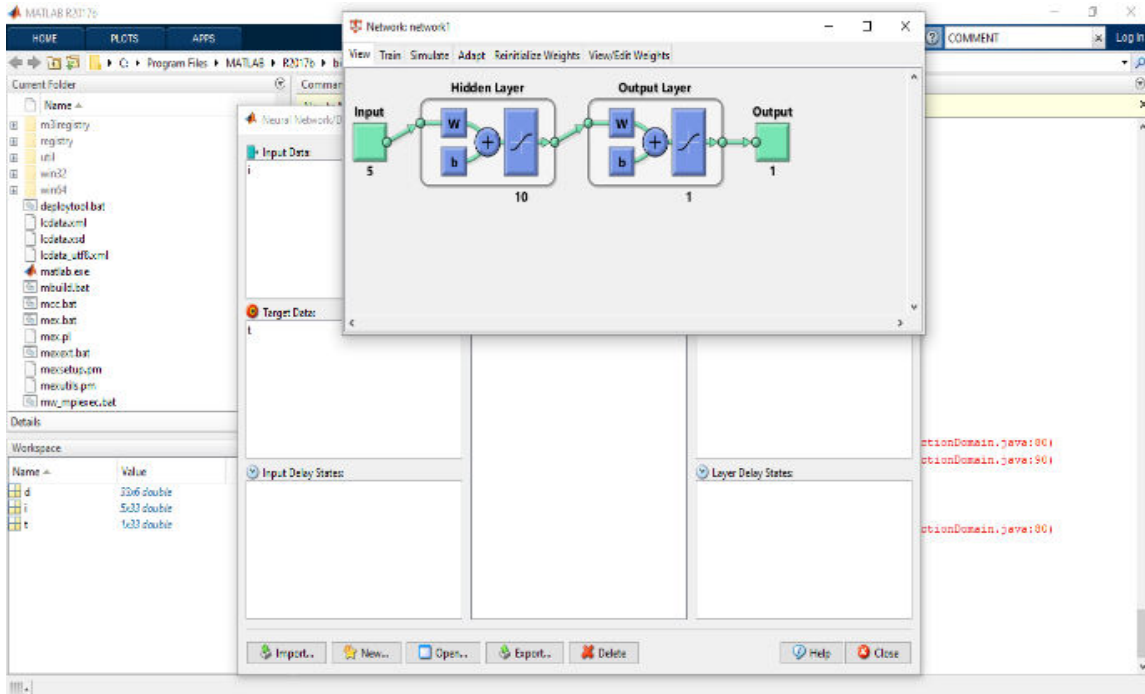 MATLAB R2017b
HOME PLOTS APPS
COMMENT
Log In
C: Program Files MATLAB R2017b
Current Folder
Name
m3iregistry
registry
util
win32
win64
deploytool.bat
lcdata.xml
lcdata.xsd
lcdata_utf8.xml
matlab.exe
mbuild.bat
mcc.bat
mex.bat
mex.pl
mexext.bat
mexsetup.pm
mexutils.pm
mw_mpiexec.bat
Details
Workspace
Name Value
d 33x6 double
i 5x33 double
t 1x33 double
Neural Network/D
Input Data:
i
Target Data:
t
Input Delay States:
Layer Delay States:
Import... New... Open... Export... Delete
Help Close
Network: network1
View Train Simulate Adapt Reinitialize Weights View/Edit Weights
Hidden Layer Output Layer
Input Output
W W
b b
5 1
10 1
ctionDomain.java:80)
ctionDomain.java:90)
ctionDomain.java:80)